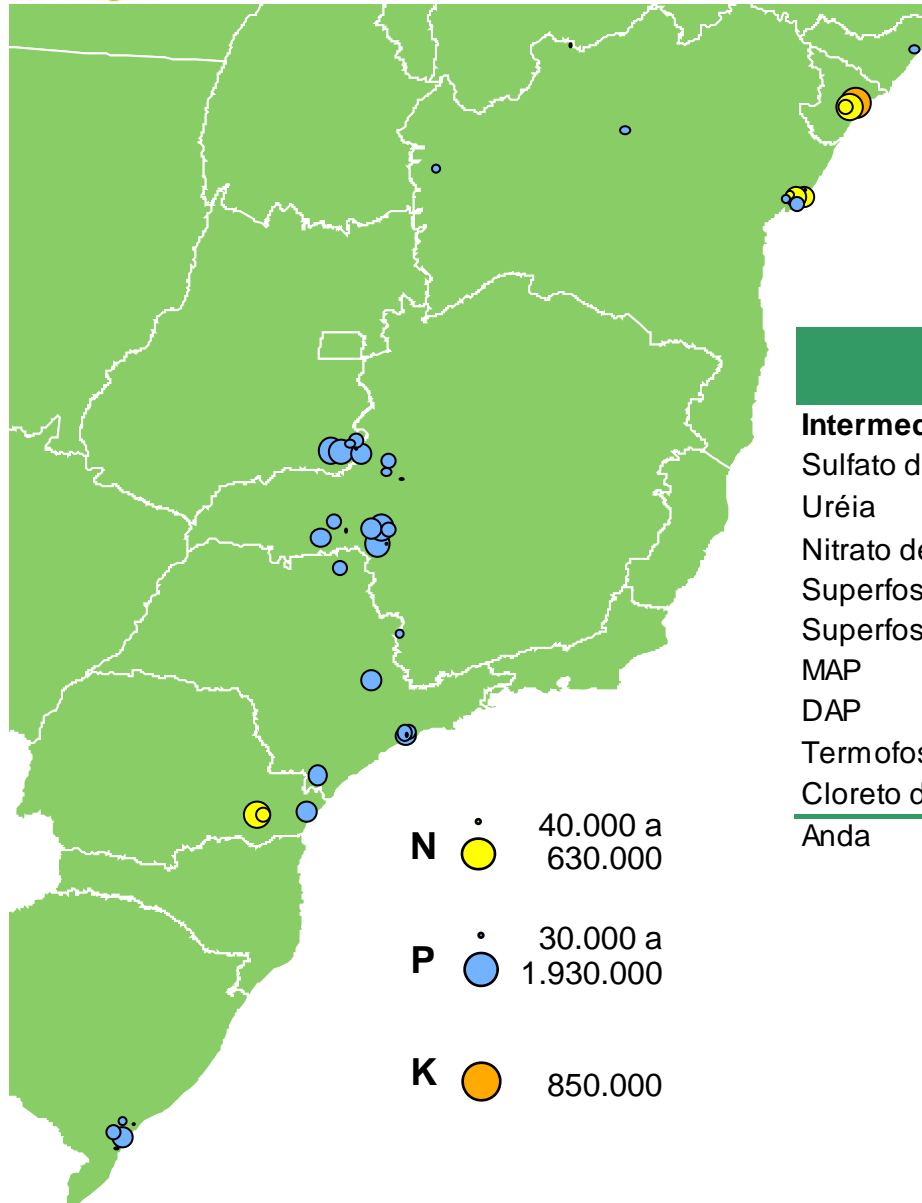 Intermed
Sulfato d
Uréia
Nitrato de
Superfos
Superfos
MAP
DAP
Termofos
Cloreto d
Anda
N 40.000 a
630.000
P 30.000 a
1.930.000
K 850.000